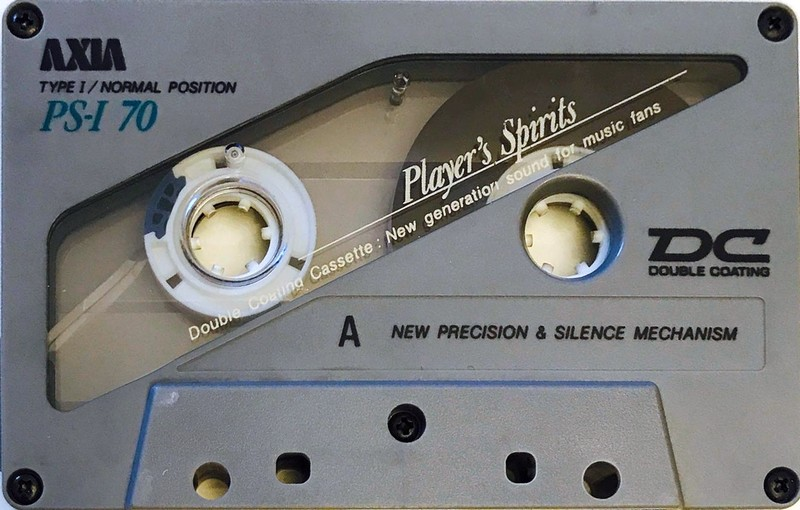 AXIA
TYPE I / NORMAL POSITION
PS-I 70
Player's Spirits
Double Coating Cassette: New generation sound for music fans
DC
DOUBLE COATING
A NEW PRECISION & SILENCE MECHANISM